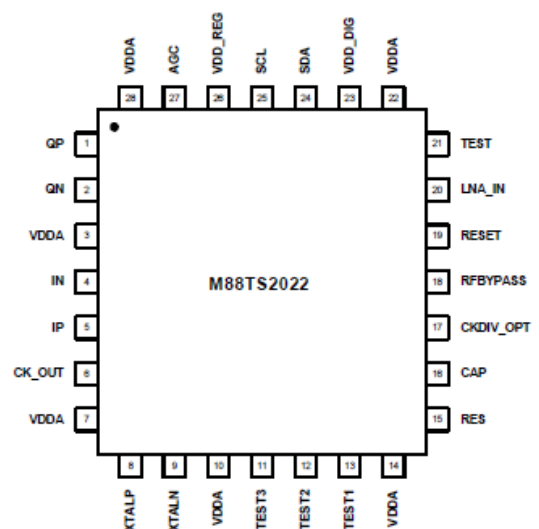 VDDA
AGC
VDD_REG
SCL
SDA
VDD_DIG
VDDA
28 27 26 25 24 23 22
QP 1
QN 2
VDDA 3
IN 4
IP 5
CK_OUT 6
VDDA 7
M88TS2022
21 TEST
20 LNA_IN
19 RESET
18 RFBYPASS
17 CKDIV_OPT
16 CAP
15 RES
8 9 10 11 12 13 14
XTALP
XTALN
VDDA
TEST3
TEST2
TEST1
VDDA